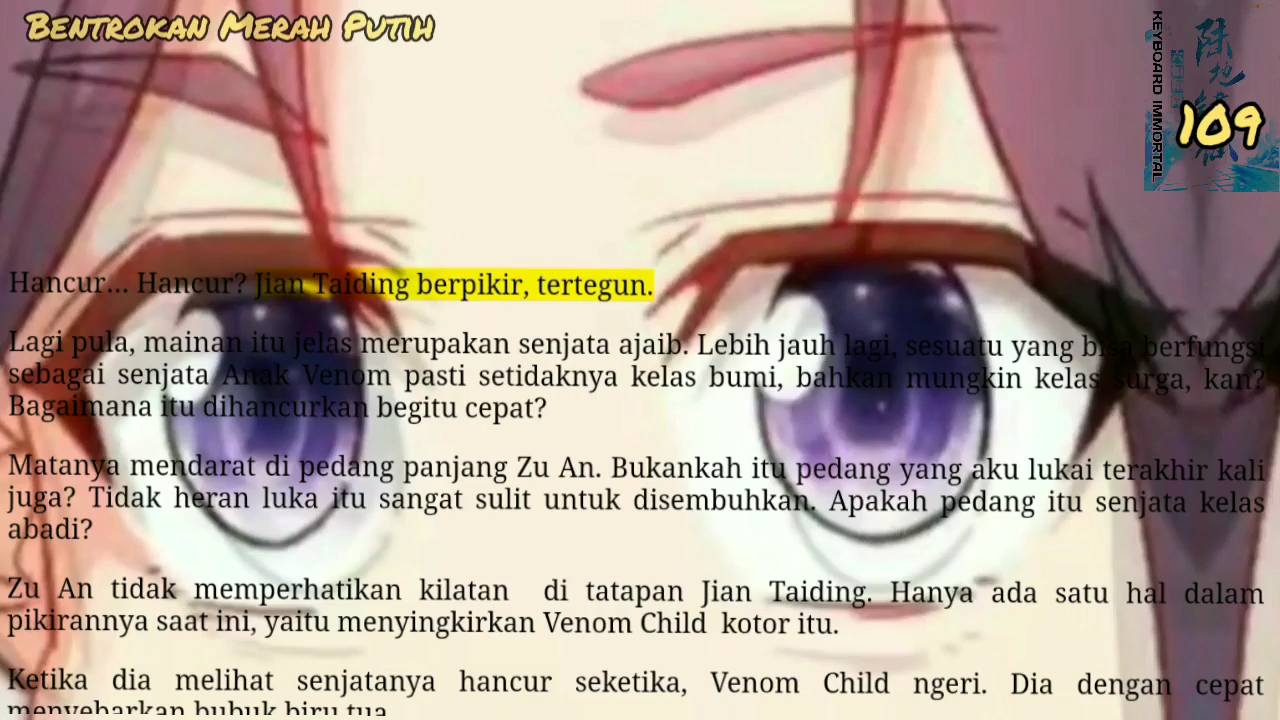 BENTROKAN MERAH PUTIH
KEYBOARD IMMORTAL
109
Hancur... Hancur? Jian Taiding berpikir, tertegun.
Lagi pula, mainan itu jelas merupakan senjata ajaib. Lebih jauh lagi, sesuatu yang bisa berfungsi
sebagai senjata Anak Venom pasti setidaknya kelas bumi, bahkan mungkin kelas surga, kan?
Bagaimana itu dihancurkan begitu cepat?
Matanya mendarat di pedang panjang Zu An. Bukankah itu pedang yang aku lukai terakhir kali
juga? Tidak heran luka itu sangat sulit untuk disembuhkan. Apakah pedang itu senjata kelas
abadi?
Zu An tidak memperhatikan kilatan di tatapan Jian Taiding. Hanya ada satu hal dalam
pikirannya saat ini, yaitu menyingkirkan Venom Child kotor itu.
Ketika dia melihat senjatanya hancur seketika, Venom Child ngeri. Dia dengan cepat
menyebarkan bubuk biru tua